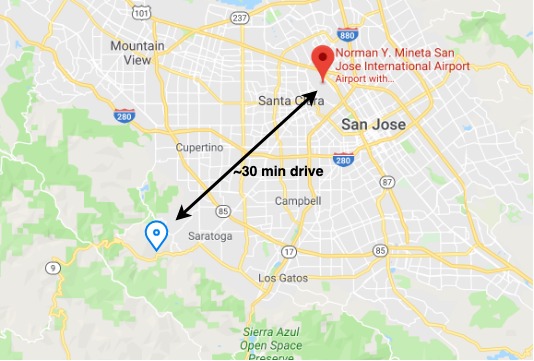 101
237
880
Mountain
View
Norman Y. Mineta San
Jose International Airport
Airport with...
Santa Clara
San Jose
280
Cupertino
280
~30 min drive
87
Campbell
85
Saratoga
9
17
85
Los Gatos
Sierra Azul
Open Space
Preserve